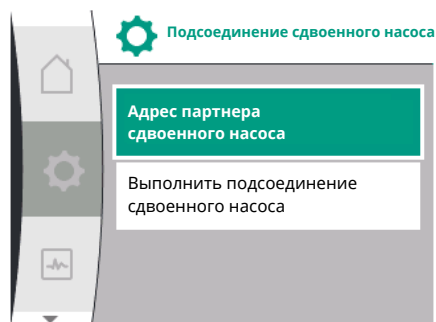 Подсоединение сдвоенного насоса
Адрес партнера
сдвоенного насоса
Выполнить подсоединение
сдвоенного насоса